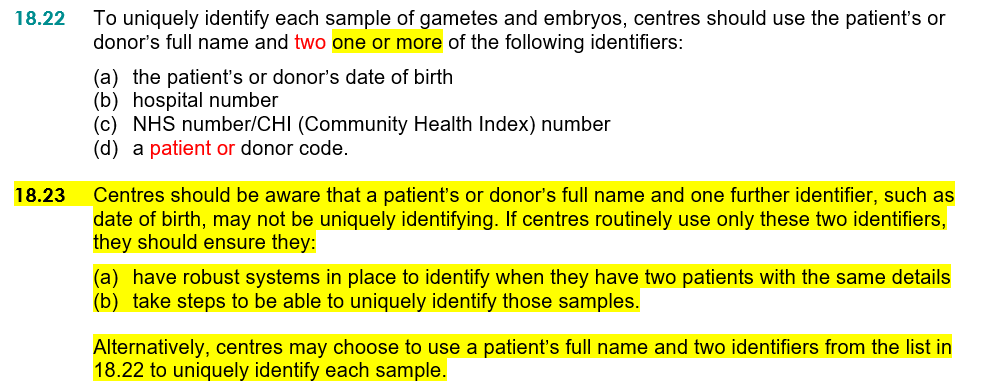 18.22 To uniquely identify each sample of gametes and embryos, centres should use the patient's or
donor's full name and two one or more of the following identifiers:
(a) the patient's or donor's date of birth
(b) hospital number
(c) NHS number/CHI (Community Health Index) number
(d) a patient or donor code.
18.23 Centres should be aware that a patient's or donor's full name and one further identifier, such as
date of birth, may not be uniquely identifying. If centres routinely use only these two identifiers,
they should ensure they:
(a) have robust systems in place to identify when they have two patients with the same details
(b) take steps to be able to uniquely identify those samples.
Alternatively, centres may choose to use a patient's full name and two identifiers from the list in
18.22 to uniquely identify each sample.